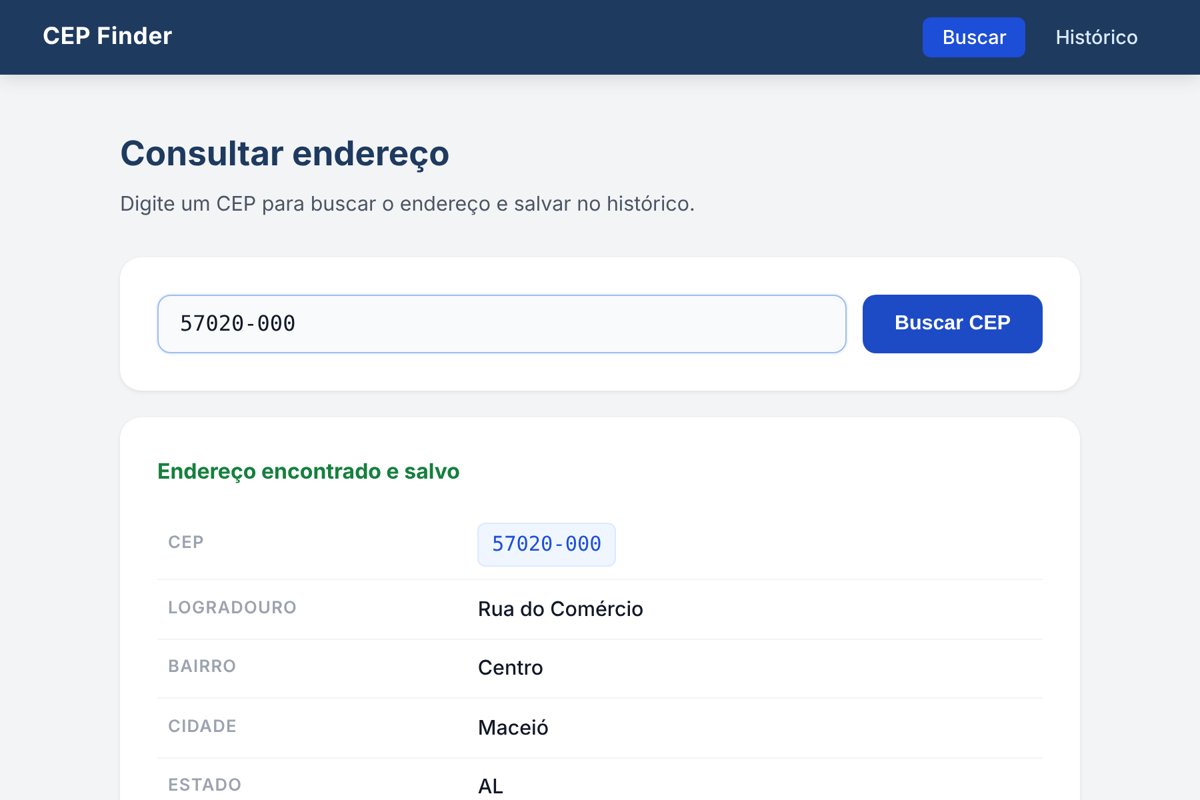 CEP Finder
Buscar
Histórico
Consultar endereço
Digite um CEP para buscar o endereço e salvar no histórico.
57020-000
Buscar CEP
Endereço encontrado e salvo
CEP 57020-000
LOGRADOURO Rua do Comércio
BAIRRO Centro
CIDADE Maceió
ESTADO AL